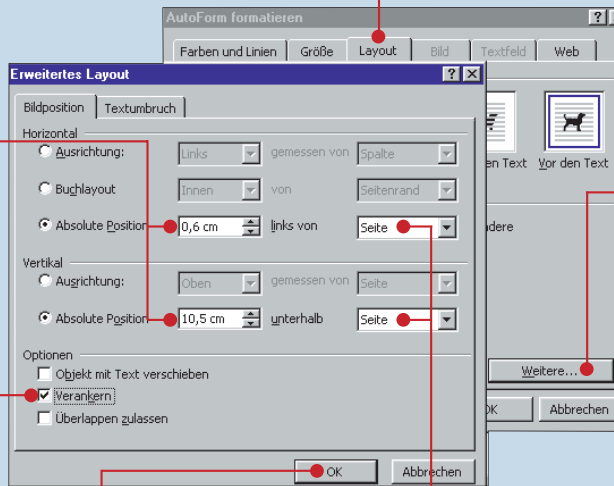 AutoForm formatieren
Farben und Linien Größe Layout Bild Textfeld Web
en Text Vor den Text
dere
Weitere...
OK Abbrechen
Erweitertes Layout
Bildposition Textumbruch
Horizontal
Ausrichtung: Links gemessen von Spalte
Buchlayout Innen von Seitenrand
Absolute Position 0,6 cm links von Seite
Vertikal
Ausrichtung: Oben gemessen von Seite
Absolute Position 10,5 cm unterhalb Seite
Optionen
Objekt mit Text verschieben
Verankern
Überlappen zulassen
OK Abbrechen